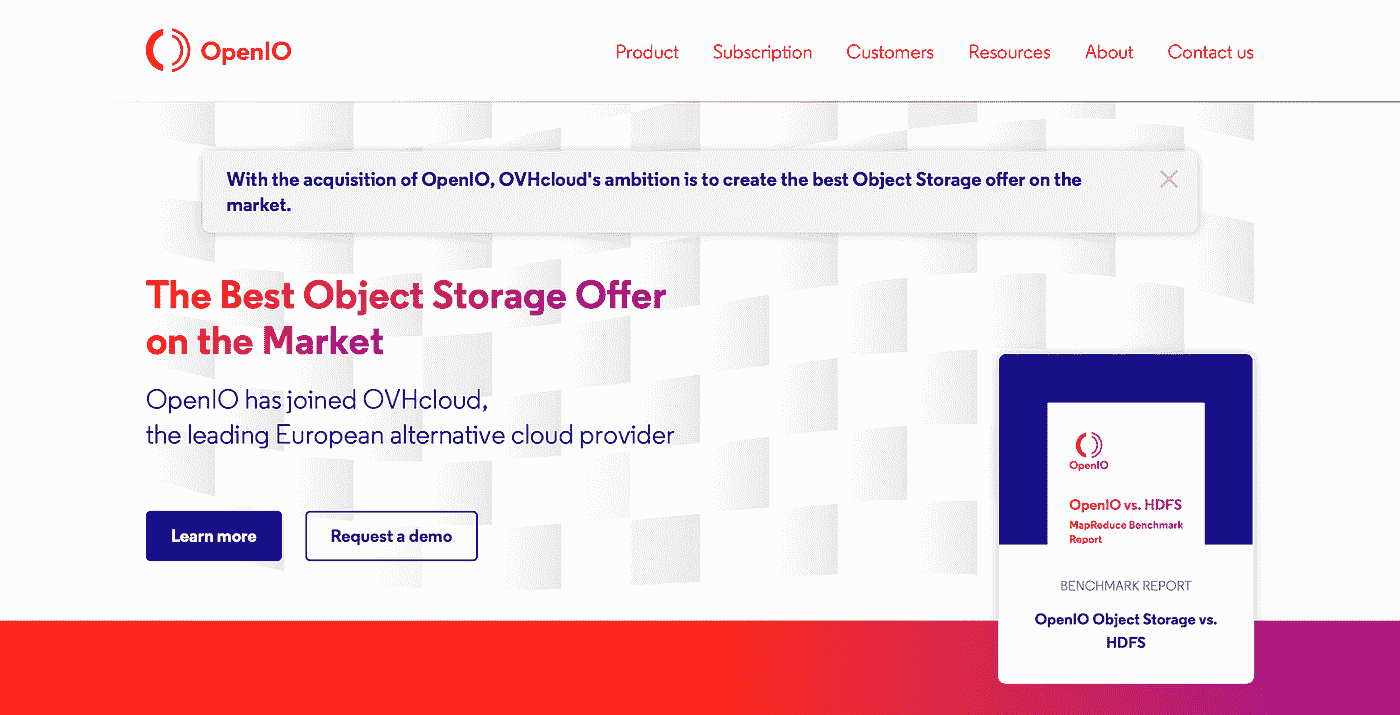 OpenIO
Product Subscription Customers Resources About Contact us
With the acquisition of OpenIO, OVHcloud's ambition is to create the best Object Storage offer on the
market.
The Best Object Storage Offer
on the Market
OpenIO has joined OVHcloud,
the leading European alternative cloud provider
Learn more
Request a demo
OpenIO
OpenIO vs. HDFS
MapReduce Benchmark
Report
BENCHMARK REPORT
OpenIO Object Storage vs.
HDFS